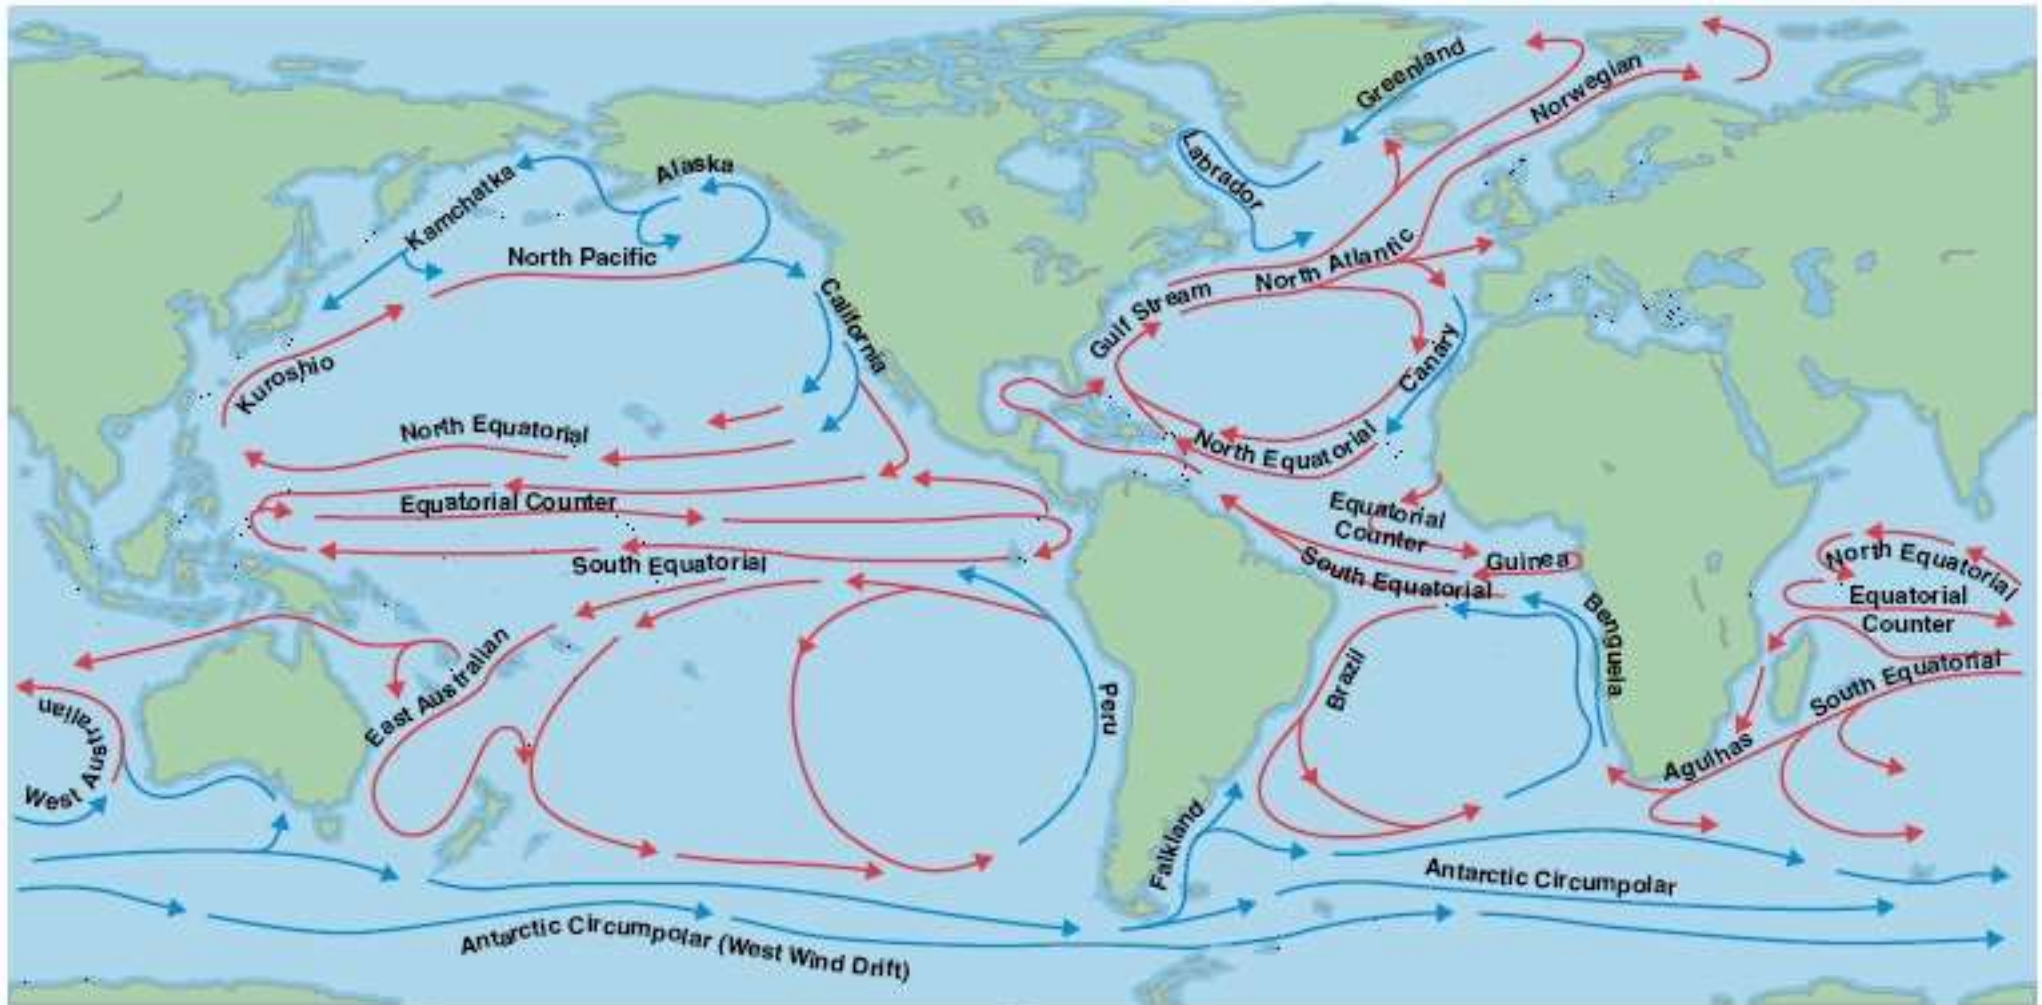 Greenland
Norwegian
Labrador
Alaska
Kamchatka
North Pacific
North Atlantic
Gulf Stream
California
Canary
Kuroshio
North Equatorial
North Equatorial
Equatorial Counter
Equatorial
Counter
Guinea
South Equatorial
South Equatorial
North Equatorial
Equatorial
Counter
Benguela
East Australian
Peru
Brazil
South Equatorial
West Australian
Agulhas
Falkland
Antarctic Circumpolar
Antarctic Circumpolar (West Wind Drift)